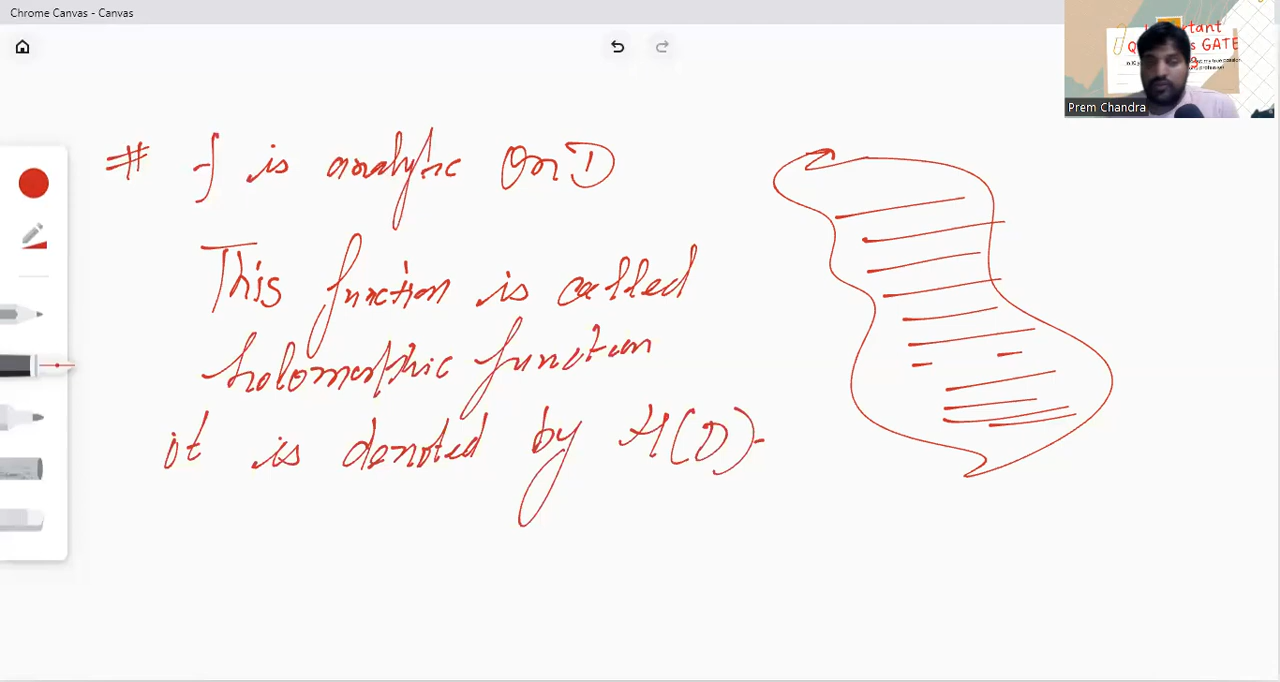 Chrome Canvas - Canvas
Prem Chandra
# f is analytic On D
This function is called
holomorphic function
it is denoted by H(D)-